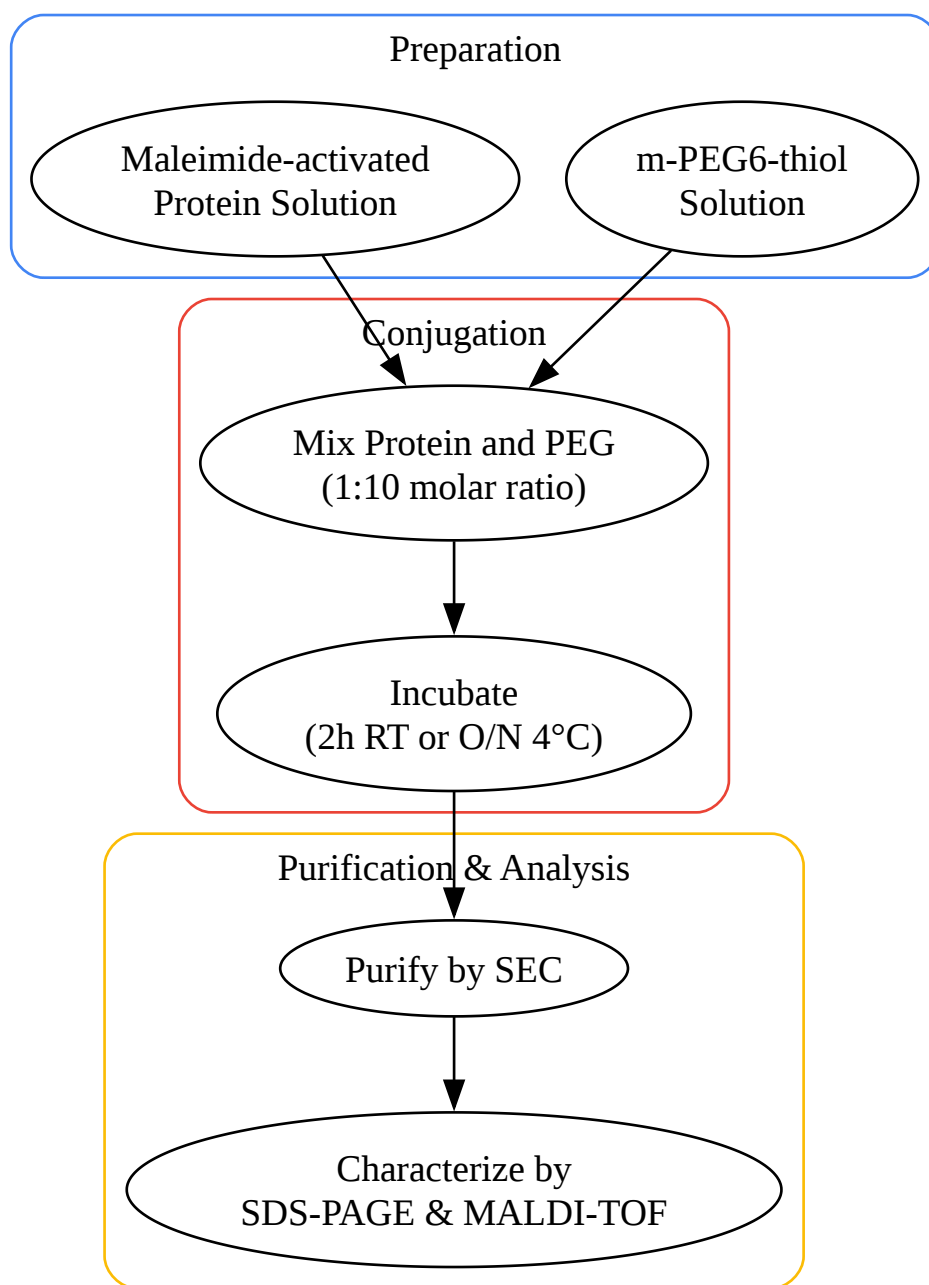 Preparation
Maleimide-activated
Protein Solution
m-PEG6-thiol
Solution
Conjugation
Mix Protein and PEG
(1:10 molar ratio)
Incubate
(2h RT or O/N 4°C)
Purification & Analysis
Purify by SEC
Characterize by
SDS-PAGE & MALDI-TOF